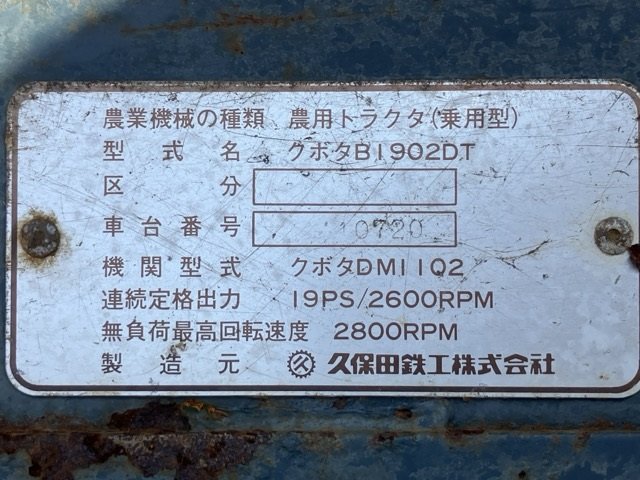 農業機械の種類 農用トラクタ(乗用型)
型式名 クボタB1902DT
区分
車台番号 10720
機関型式 クボタDM1102
連続定格出力 19PS/2600RPM
無負荷最高回転速度 2800RPM
製造元 久保田鉄工株式会社